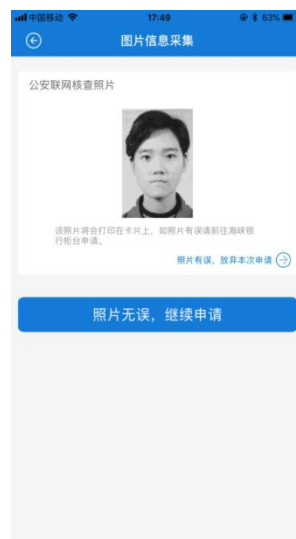 中国移动 17:49 63%
图片信息采集
公安联网核查照片
该照片将会打印在卡片上，如照片有误请前往海峡银
行柜台申请。
照片有误，放弃本次申请
照片无误，继续申请